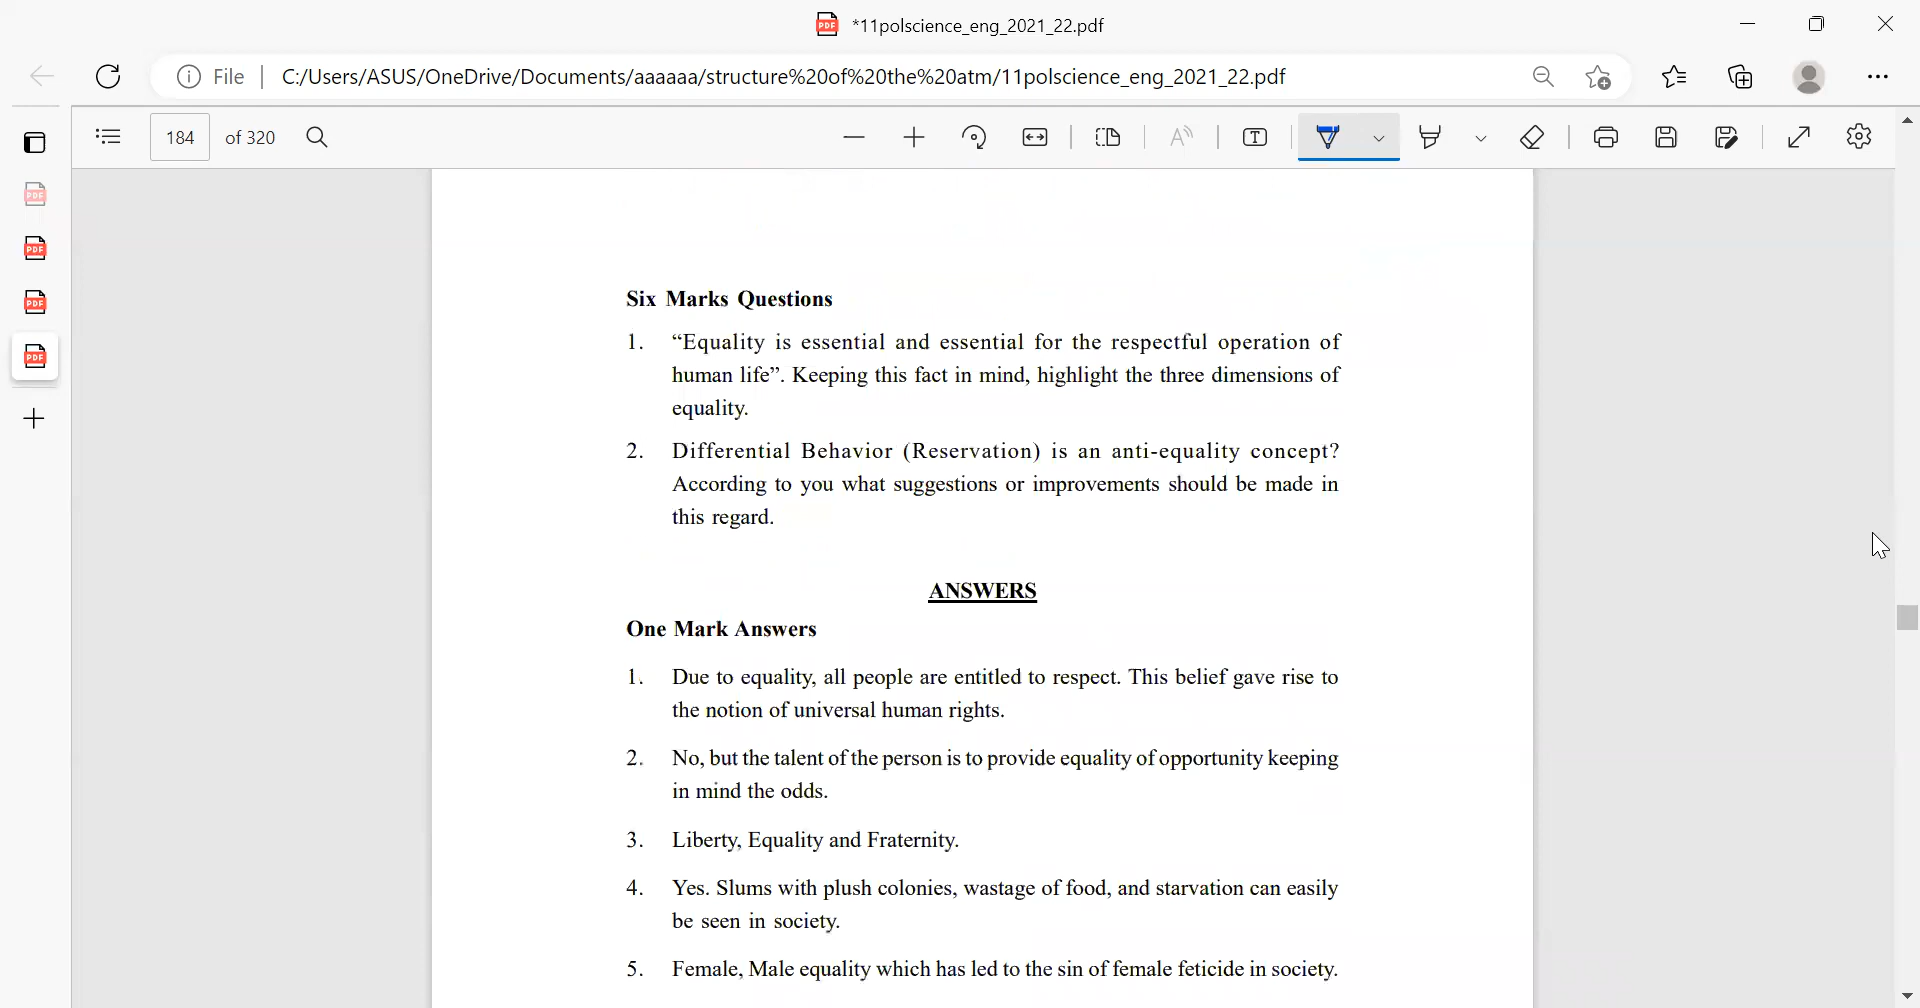 *11polscience_eng_2021_22.pdf
File
C:/Users/ASUS/OneDrive/Documents/aaaaaa/structure%20of%20the%20atm/11polscience_eng_2021_22.pdf
184 of 320
Six Marks Questions
1. “Equality is essential and essential for the respectful operation of
human life”. Keeping this fact in mind, highlight the three dimensions of
equality.
2. Differential Behavior (Reservation) is an anti-equality concept?
According to you what suggestions or improvements should be made in
this regard.
ANSWERS
One Mark Answers
1. Due to equality, all people are entitled to respect. This belief gave rise to
the notion of universal human rights.
2. No, but the talent of the person is to provide equality of opportunity keeping
in mind the odds.
3. Liberty, Equality and Fraternity.
4. Yes. Slums with plush colonies, wastage of food, and starvation can easily
be seen in society.
5. Female, Male equality which has led to the sin of female feticide in society.